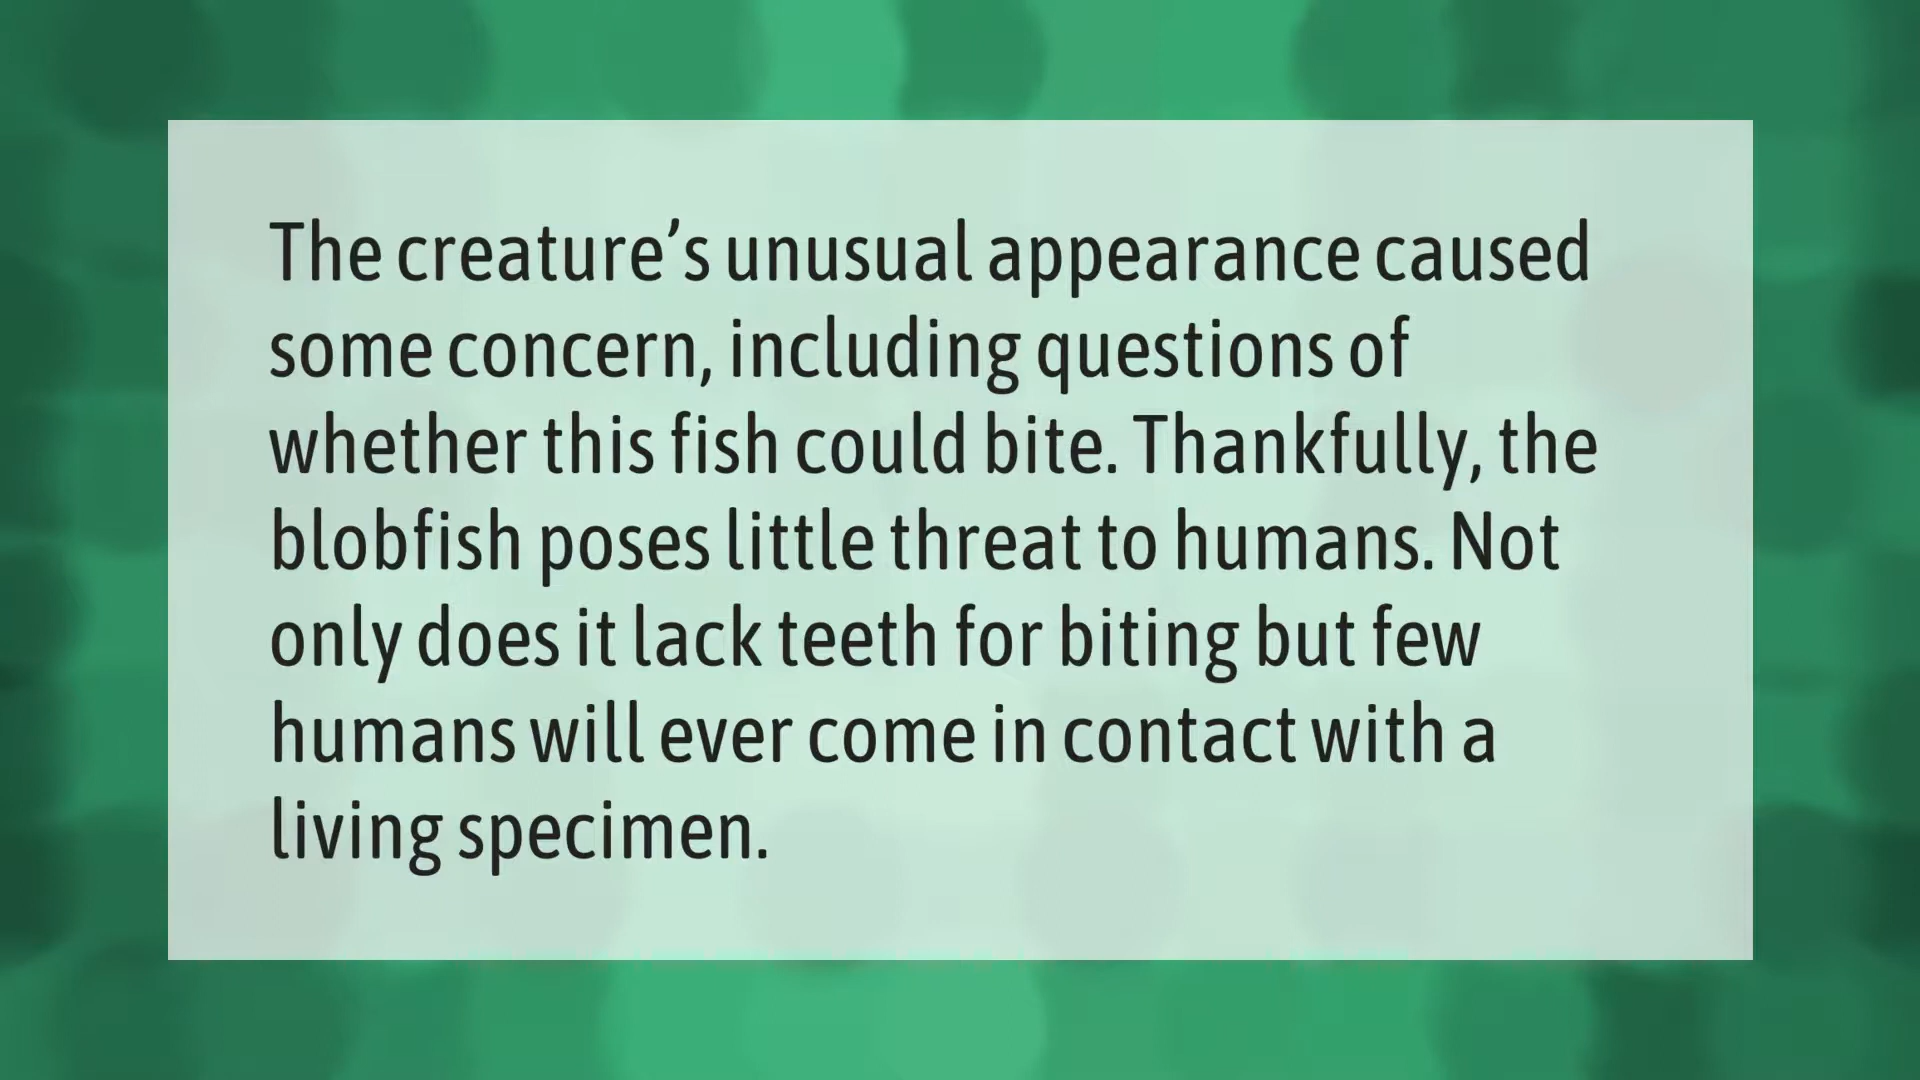 The creature’s unusual appearance caused
some concern, including questions of
whether this fish could bite. Thankfully, the
blobfish poses little threat to humans. Not
only does it lack teeth for biting but few
humans will ever come in contact with a
living specimen.